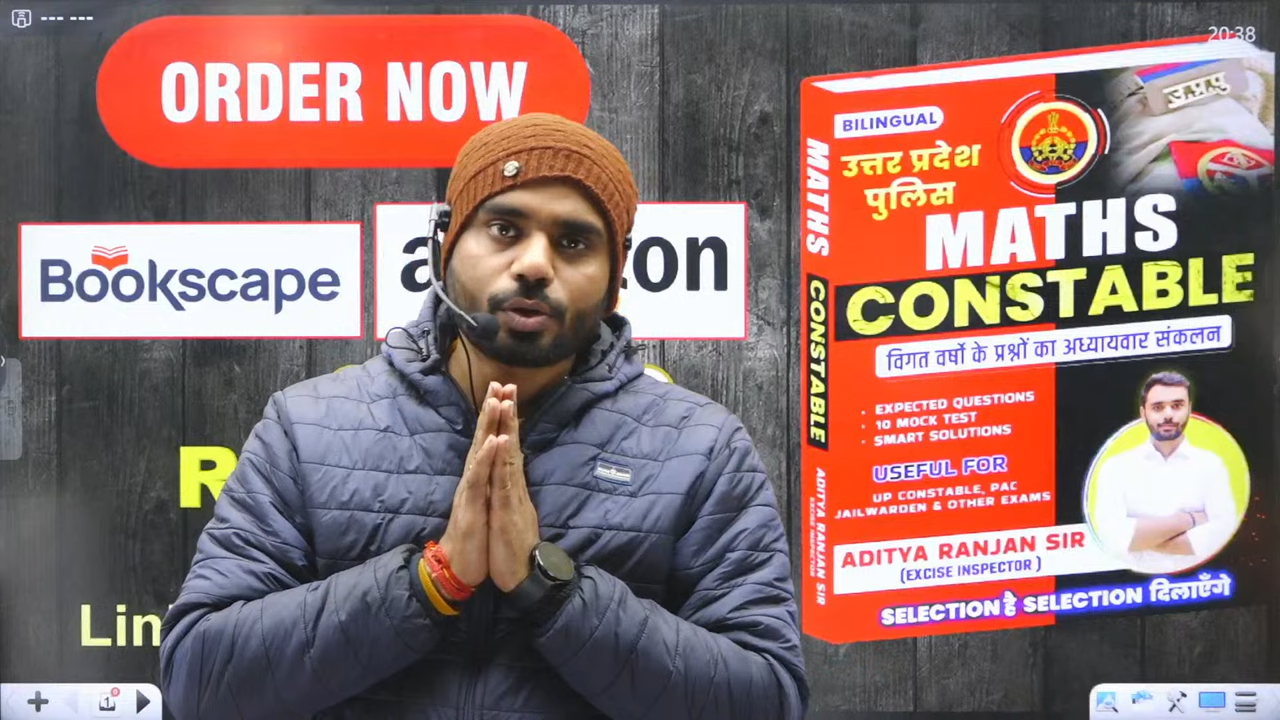 20:38
ORDER NOW
Bookscape
BILINGUAL
उत्तर प्रदेश
पुलिस
उ.प्र.पु
MATHS
CONSTABLE
विगत वर्षो के प्रश्नों का अध्यायवार संकलन
• EXPECTED QUESTIONS
• 10 MOCK TEST
• SMART SOLUTIONS
USEFUL FOR
UP CONSTABLE, PAC
JAILWARDEN & OTHER EXAMS
ADITYA RANJAN SIR
(EXCISE INSPECTOR)
SELECTION है SELECTION दिलाएँगे
MATHS CONSTABLE ADITYA RANJAN SIR
EXCISE INSPECTOR